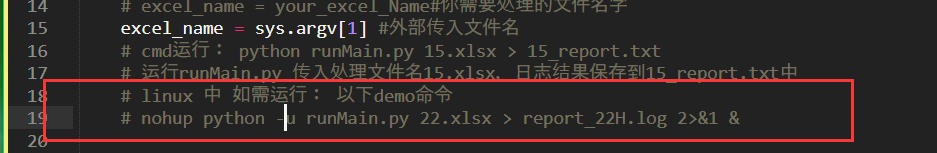 14 # excel_name = your_excel_Name#你需要处理的文件名字
15 excel_name = sys.argv[1] #外部传入文件名
16 # cmd运行： python runMain.py 15.xlsx > 15_report.txt
17 # 运行runMain.py 传入处理文件名15.xlsx. 日志结果保存到15_report.txt中
18 # linux 中 如需运行： 以下demo命令
19 # nohup python -u runMain.py 22.xlsx > report_22H.log 2>&1 &
20